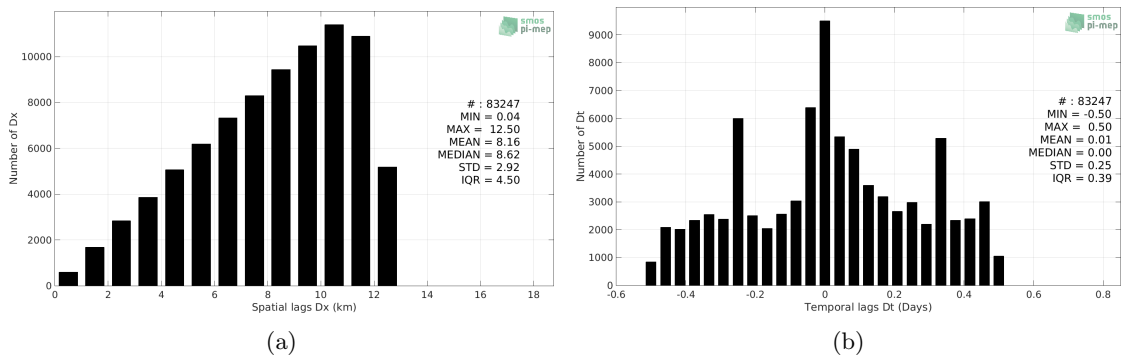 smos
pi-mep
10000
8000
6000
4000
2000
0
Number of Dx
# : 83247
MIN = 0.04
MAX = 12.50
MEAN = 8.16
MEDIAN = 8.62
STD = 2.92
IQR = 4.50
0 2 4 6 8 10 12 14 16 18
Spatial lags Dx (km)
(a)
smos
pi-mep
9000
8000
7000
6000
5000
4000
3000
2000
1000
0
Number of Dt
# : 83247
MIN = -0.50
MAX = 0.50
MEAN = 0.01
MEDIAN = 0.00
STD = 0.25
IQR = 0.39
-0.6 -0.4 -0.2 0 0.2 0.4 0.6 0.8
Temporal lags Dt (Days)
(b)